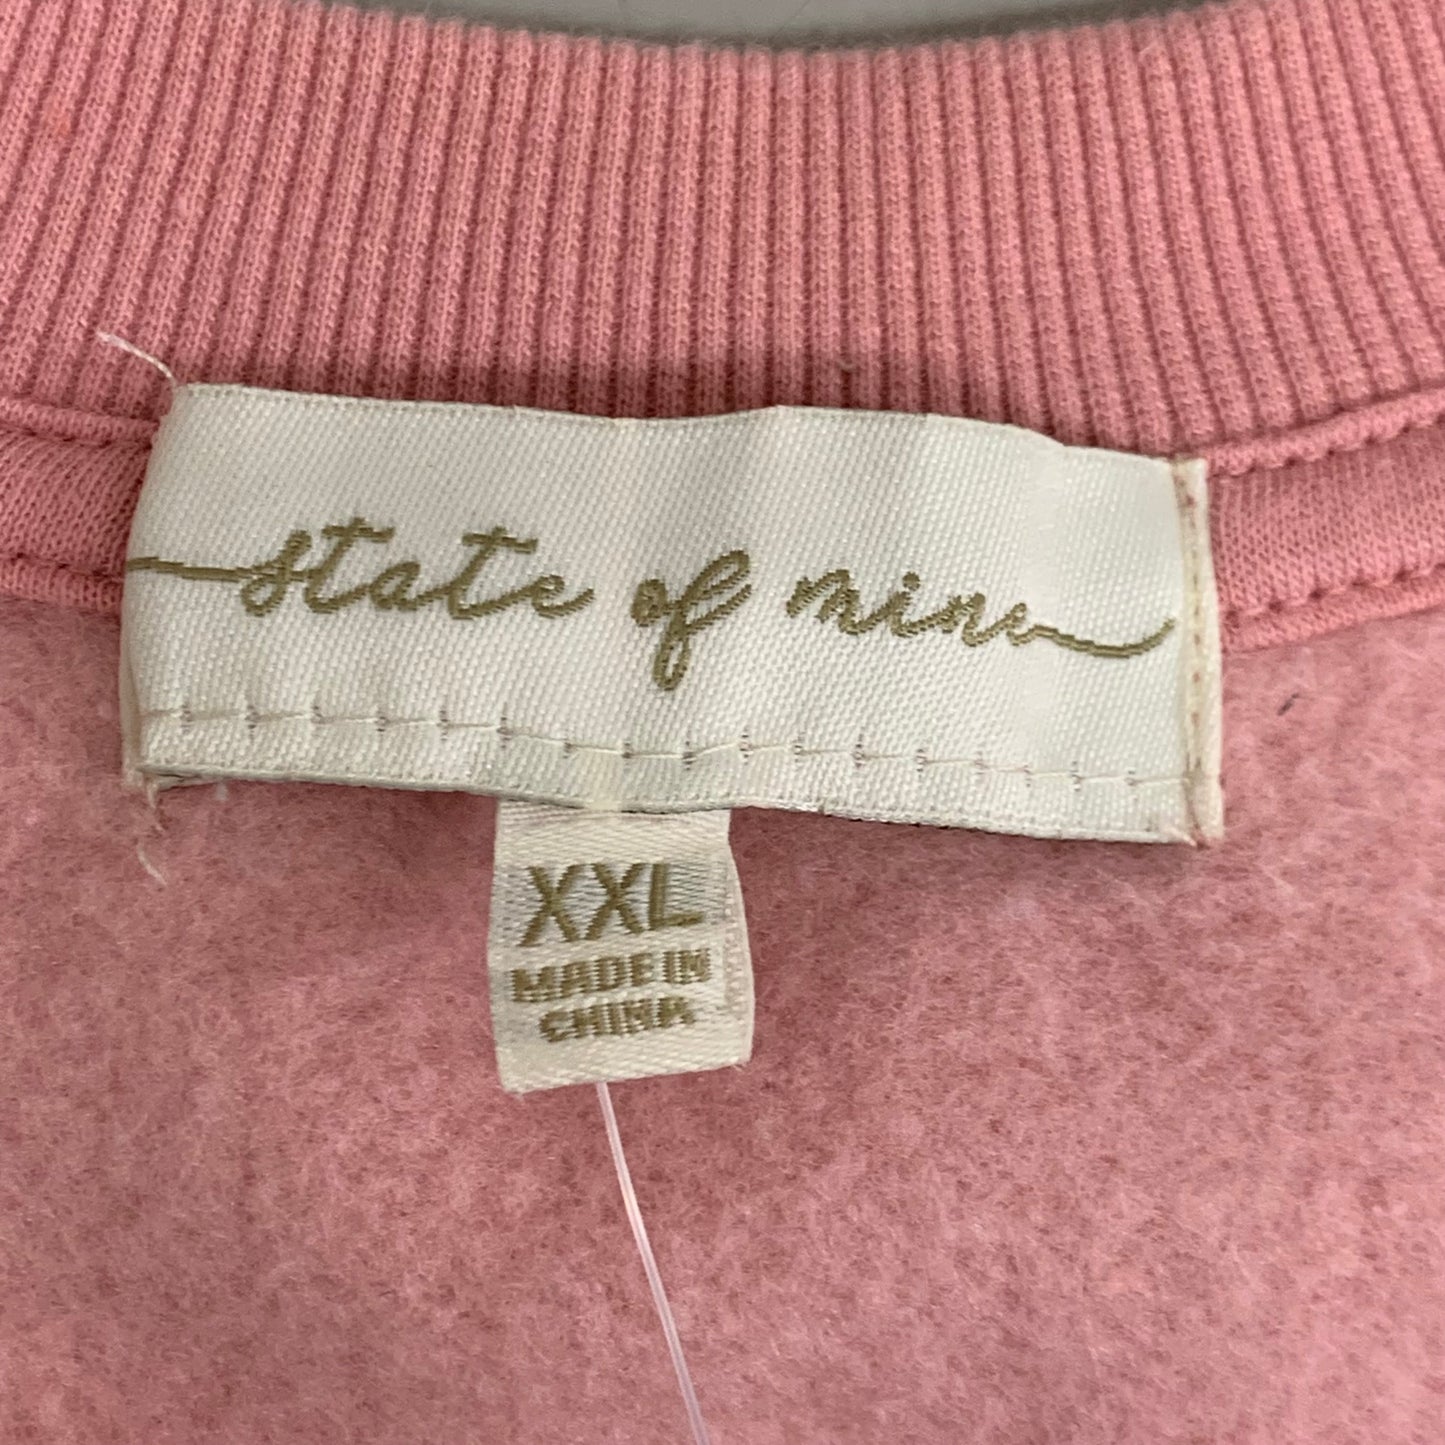 state of mine
XXL
MADE IN
CHINA